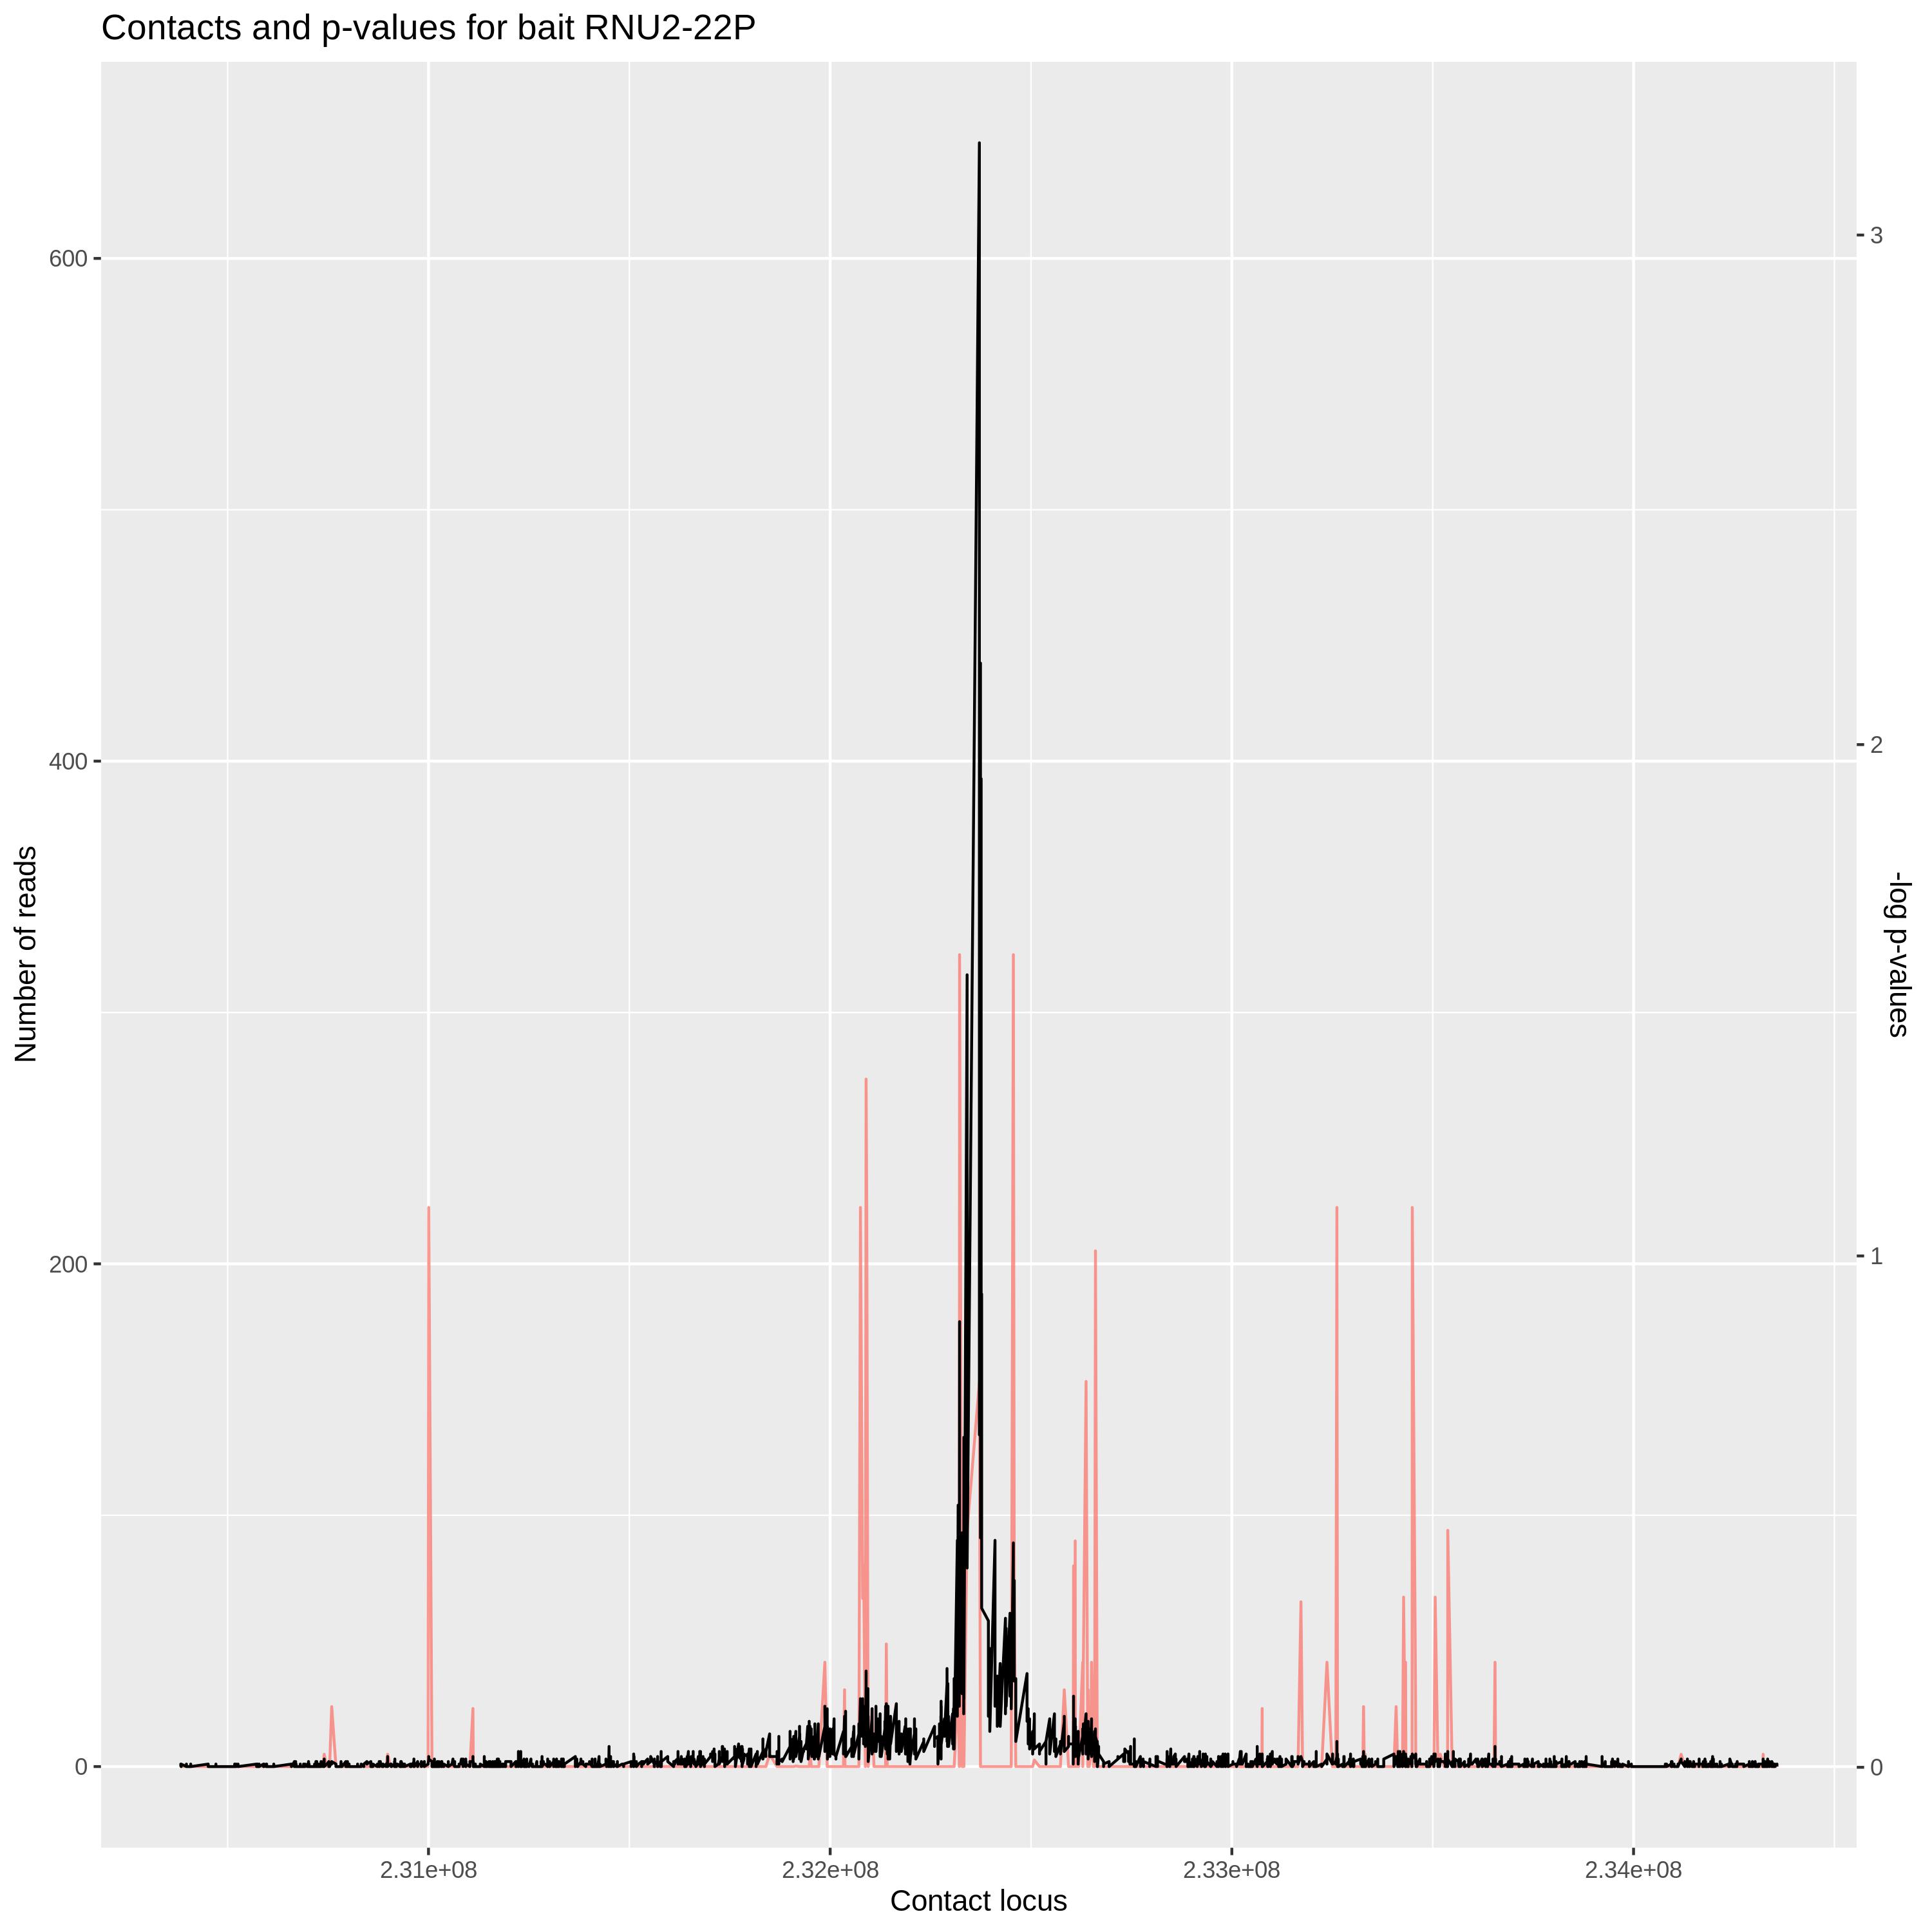 Contacts and p-values for bait RNU2-22P
600
400
200
0
3
2
1
0
Number of reads
-log p-values
2.31e+08
2.32e+08
2.33e+08
2.34e+08
Contact locus